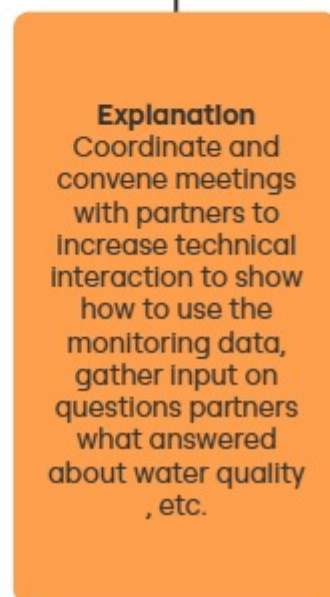 Explanation
Coordinate and
convene meetings
with partners to
increase technical
interaction to show
how to use the
monitoring data,
gather input on
questions partners
what answered
about water quality
, etc.